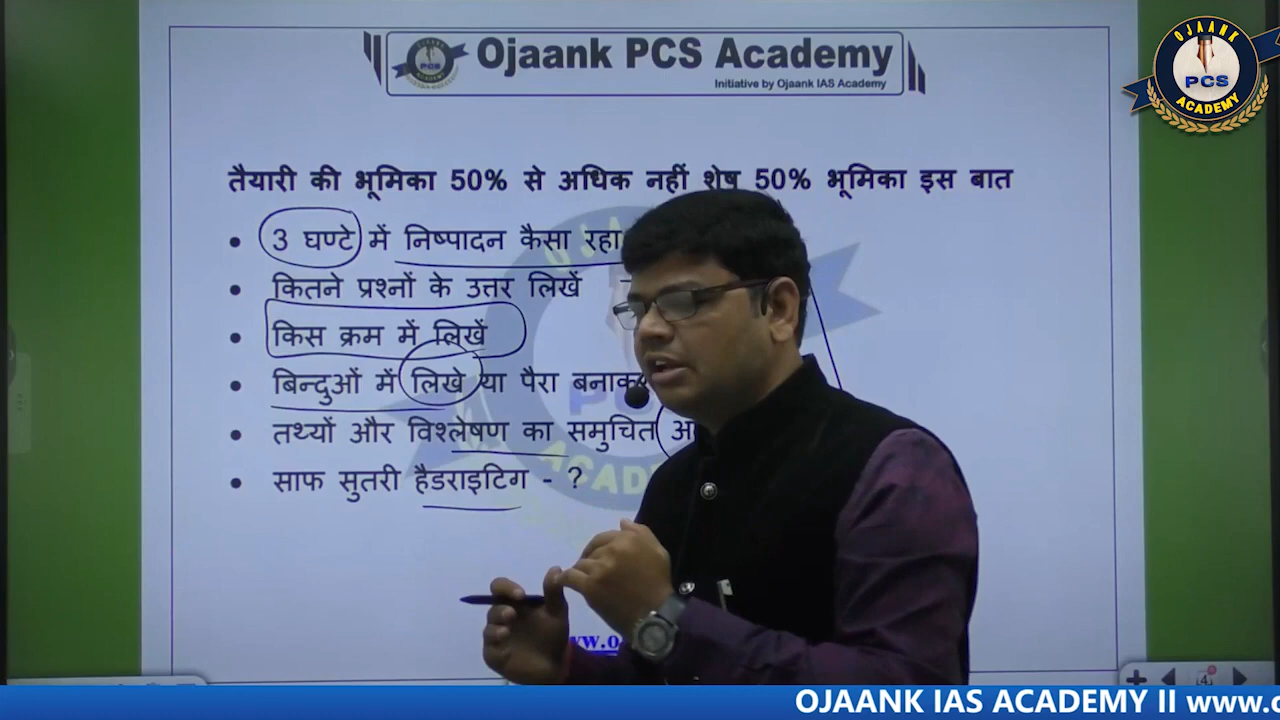 Ojaank PCS Academy
Initiative by Ojaank IAS Academy
OJAANK
PCS
ACADEMY
तैयारी की भूमिका 50% से अधिक नहीं शेष 50% भूमिका इस बात
• 3 घण्टे में निष्पादन कैसा रहा
• कितने प्रश्नों के उत्तर लिखें
• किस क्रम में लिखें
• बिन्दुओं में लिखे या पैरा बनाक
• तथ्यों और विश्लेषण का समुचित
• साफ सुतरी हैडराइटिग - ?
OJAANK IAS ACADEMY II www.